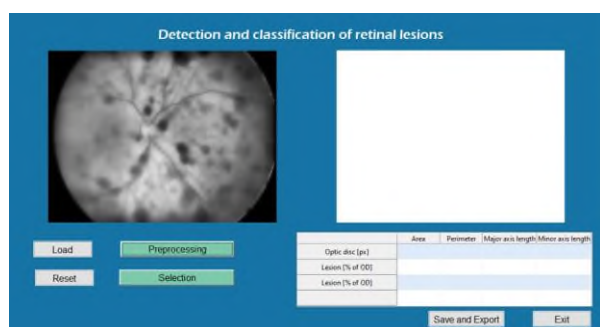 Detection and classification of retinal lesions
Load
Preprocessing
Reset
Selection
Area Perimeter Major axis length Minor axis length
Optic disc [px]
Lesion [% of OD]
Lesion [% of OD]
Save and Export
Exit